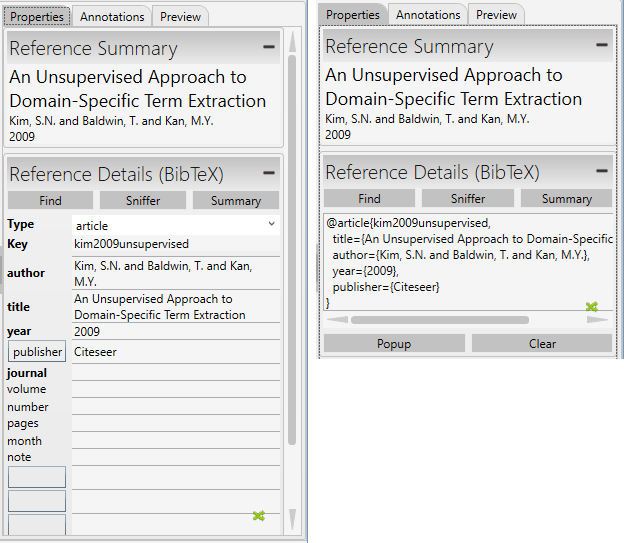 Properties Annotations Preview
Reference Summary
An Unsupervised Approach to
Domain-Specific Term Extraction
Kim, S.N. and Baldwin, T. and Kan, M.Y.
2009
Reference Details (BibTeX)
Find Sniffer Summary
Type article
Key kim2009unsupervised
author Kim, S.N. and Baldwin, T. and Kan,
M.Y.
title An Unsupervised Approach to
Domain-Specific Term Extraction
year 2009
publisher Citeseer
journal
volume
number
pages
month
note
Properties Annotations Preview
Reference Summary
An Unsupervised Approach to
Domain-Specific Term Extraction
Kim, S.N. and Baldwin, T. and Kan, M.Y.
2009
Reference Details (BibTeX)
Find Sniffer Summary
@article{kim2009unsupervised,
title={An Unsupervised Approach to Domain-Specific
author={Kim, S.N. and Baldwin, T. and Kan, M.Y.},
year={2009},
publisher={Citeseer}
}
Popup Clear